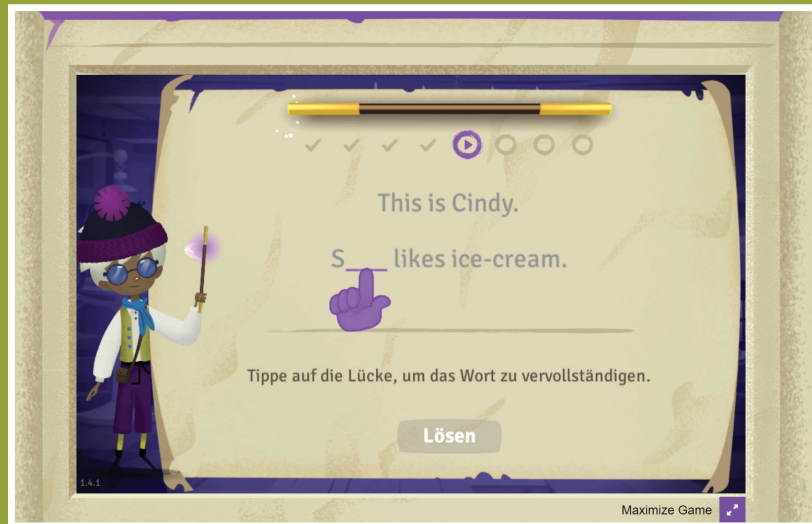 This is Cindy.
S___ likes ice-cream.
Tippe auf die Lücke, um das Wort zu vervollständigen.
Lösen
1.4.1
Maximize Game